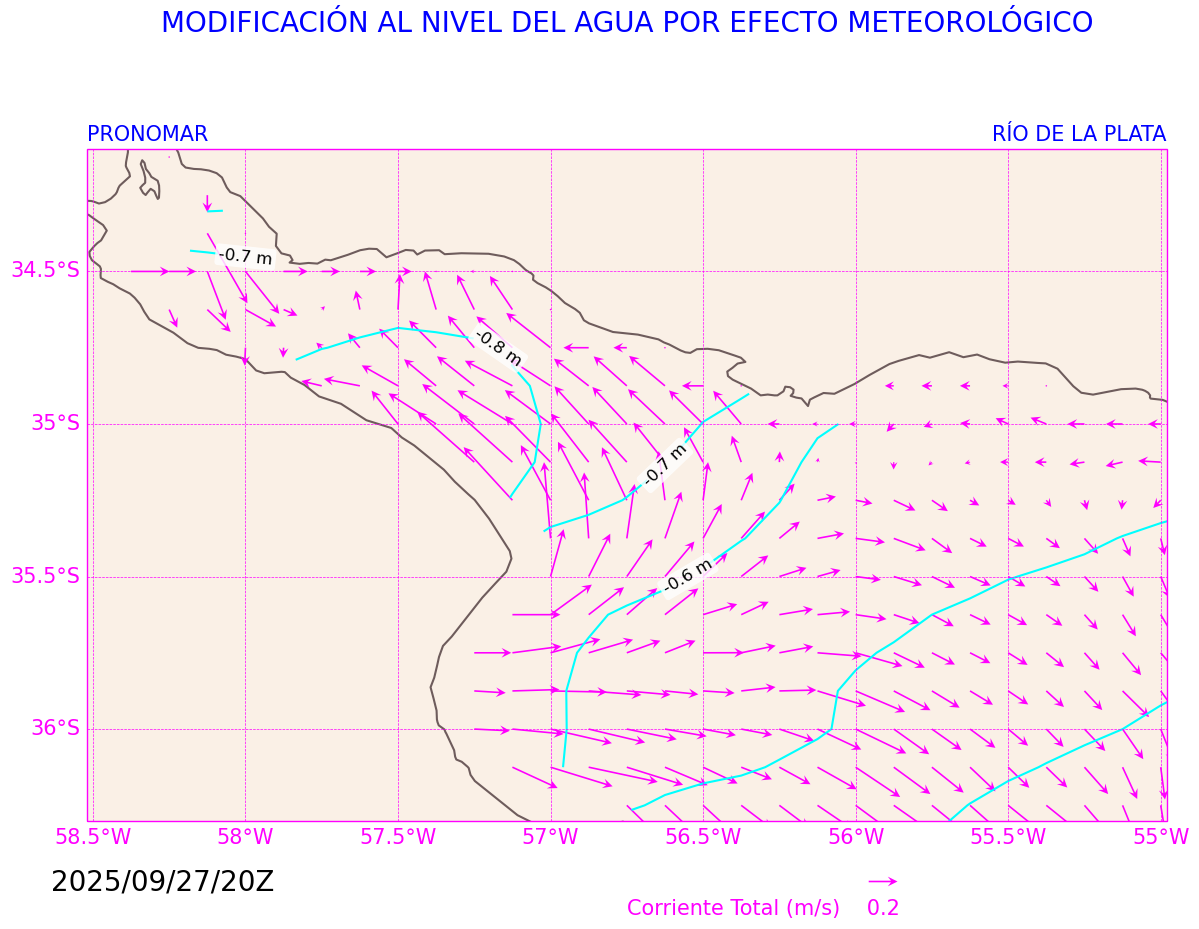 MODIFICACIÓN AL NIVEL DEL AGUA POR EFECTO METEOROLÓGICO
PRONOMAR
RÍO DE LA PLATA
-0.7 m
34.5°S
-0.8 m
35°S
-0.7 m
35.5°S
-0.6 m
36°S
58.5°W
58°W
57.5°W
57°W
56.5°W
56°W
55.5°W
55°W
2025/09/27/20Z
Corriente Total (m/s)
0.2